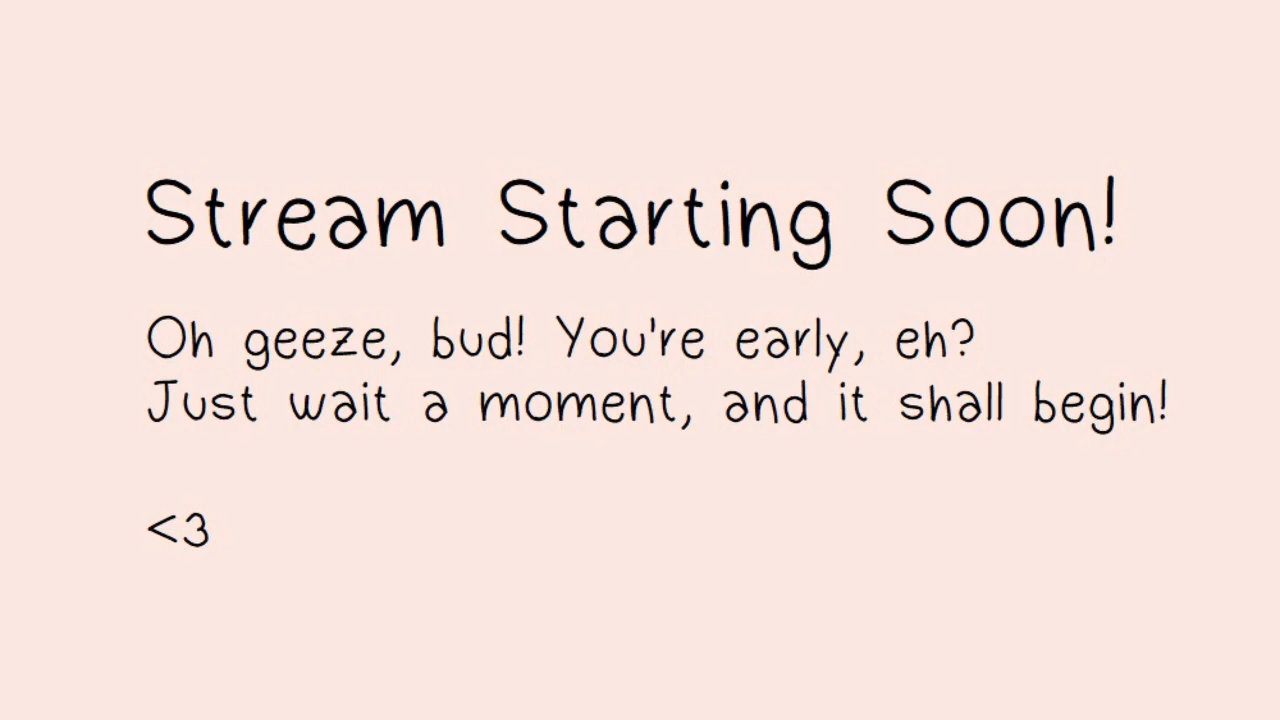 Stream Starting Soon!
Oh geeze, bud! You're early, eh?
Just wait a moment, and it shall begin!
<3